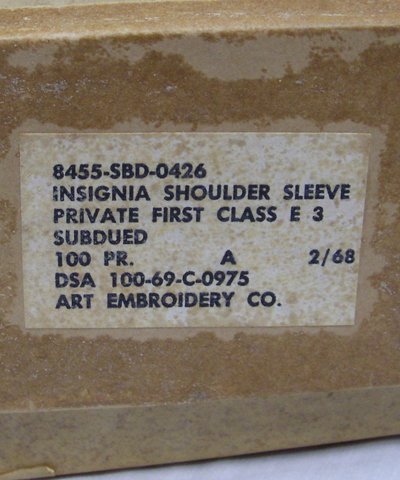 8455-SBD-0426
INSIGNIA SHOULDER SLEEVE
PRIVATE FIRST CLASS E 3
SUBDUED
100 PR. A 2/68
DSA 100-69-C-0975
ART EMBROIDERY CO.